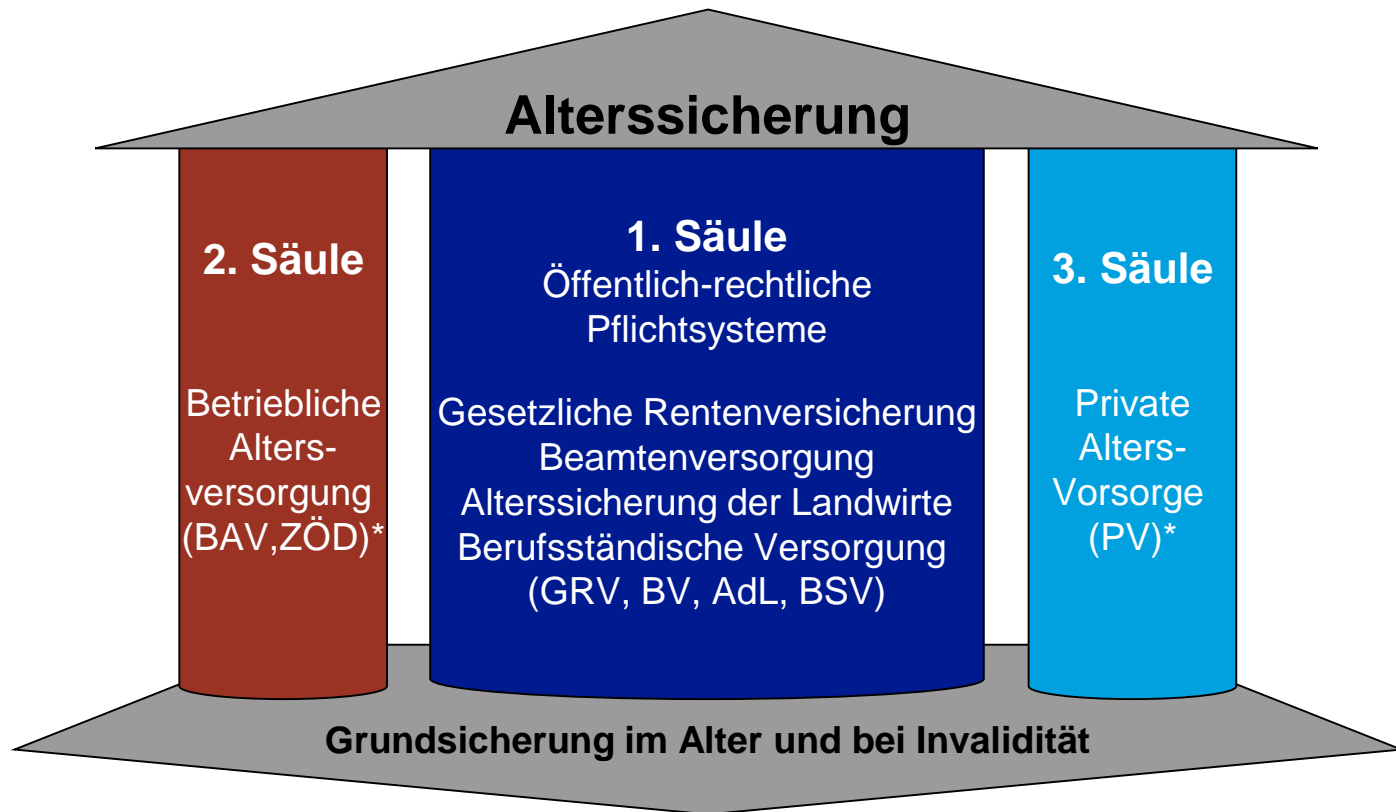 Alterssicherung
2. Säule
Betriebliche
Alters-
versorgung
(BAV,ZÖD)*
1. Säule
Öffentlich-rechtliche
Pflichtsysteme
Gesetzliche Rentenversicherung
Beamtenversorgung
Alterssicherung der Landwirte
Berufsständische Versorgung
(GRV, BV, AdL, BSV)
3. Säule
Private
Alters-
Vorsorge
(PV)*
Grundsicherung im Alter und bei Invalidität